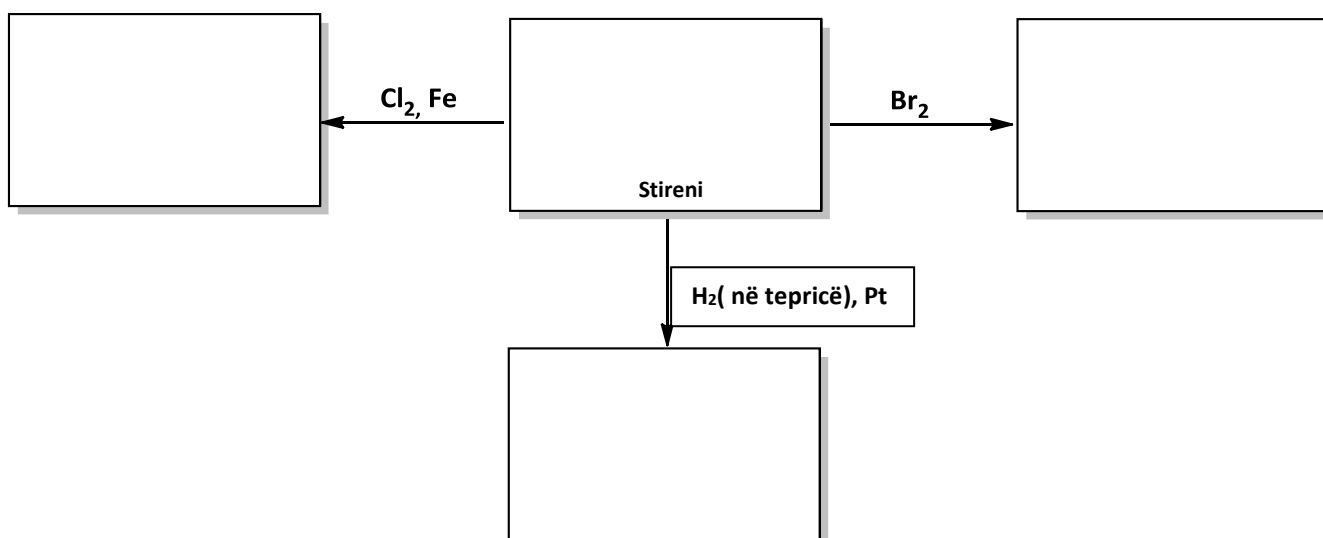 Cl2, Fe
Br2
Stireni
H2( në tepricë), Pt